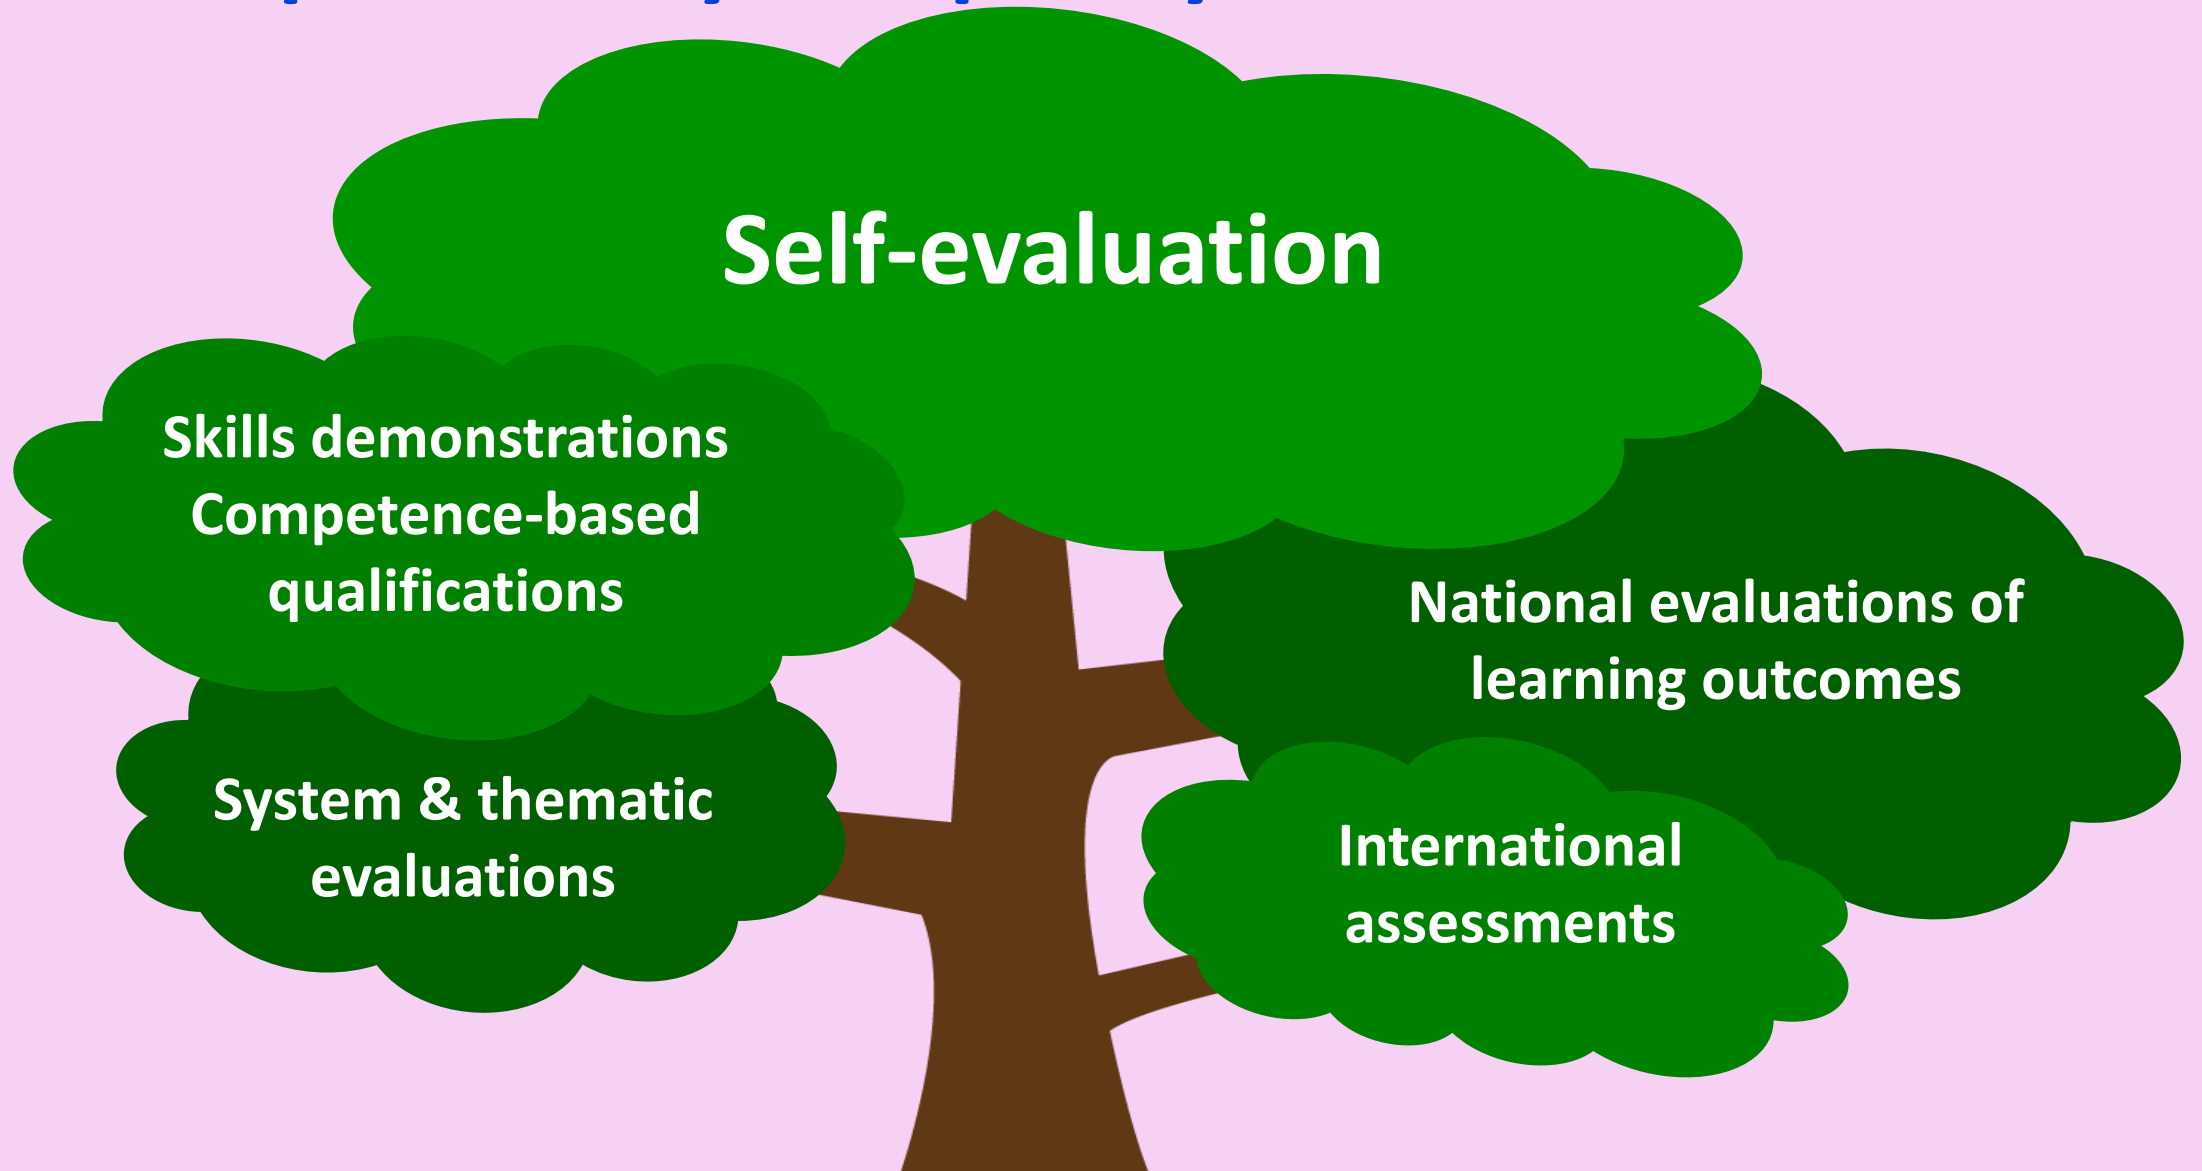 Self-evaluation
Skills demonstrations
Competence-based
qualifications
National evaluations of
learning outcomes
System & thematic
evaluations
International
assessments